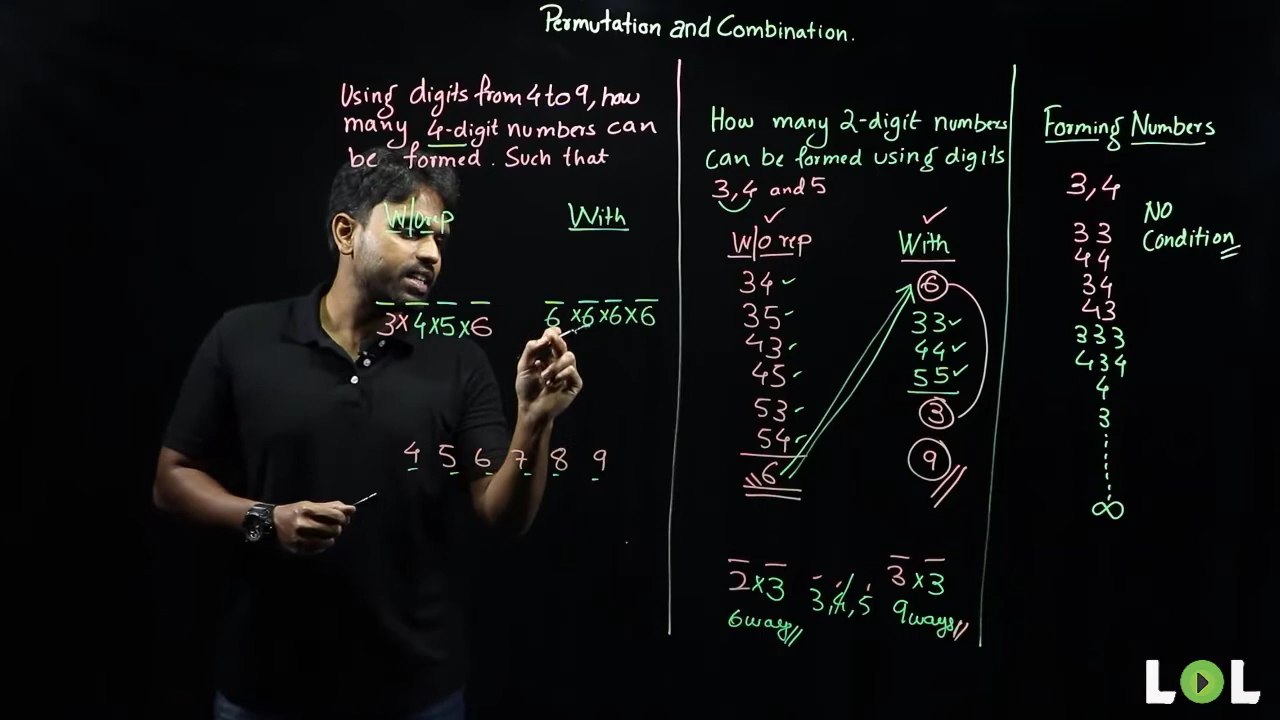 Permutation and Combination.
Using digits from 4 to 9, how
many 4-digit numbers can
be formed. Such that
W/o rep With
3×4×5×6 6×6×6×6
4 5 6 7 8 9
How many 2-digit numbers
can be formed using digits
3,4 and 5
W/o rep
34
35
43
45
53
54
6
With
6
33
44
55
3
9
2×3
6ways
3,4,5
3×3
9ways
Forming Numbers
3,4
33
44
34
43
333
434
4
3
∞
NO
Condition
LOL